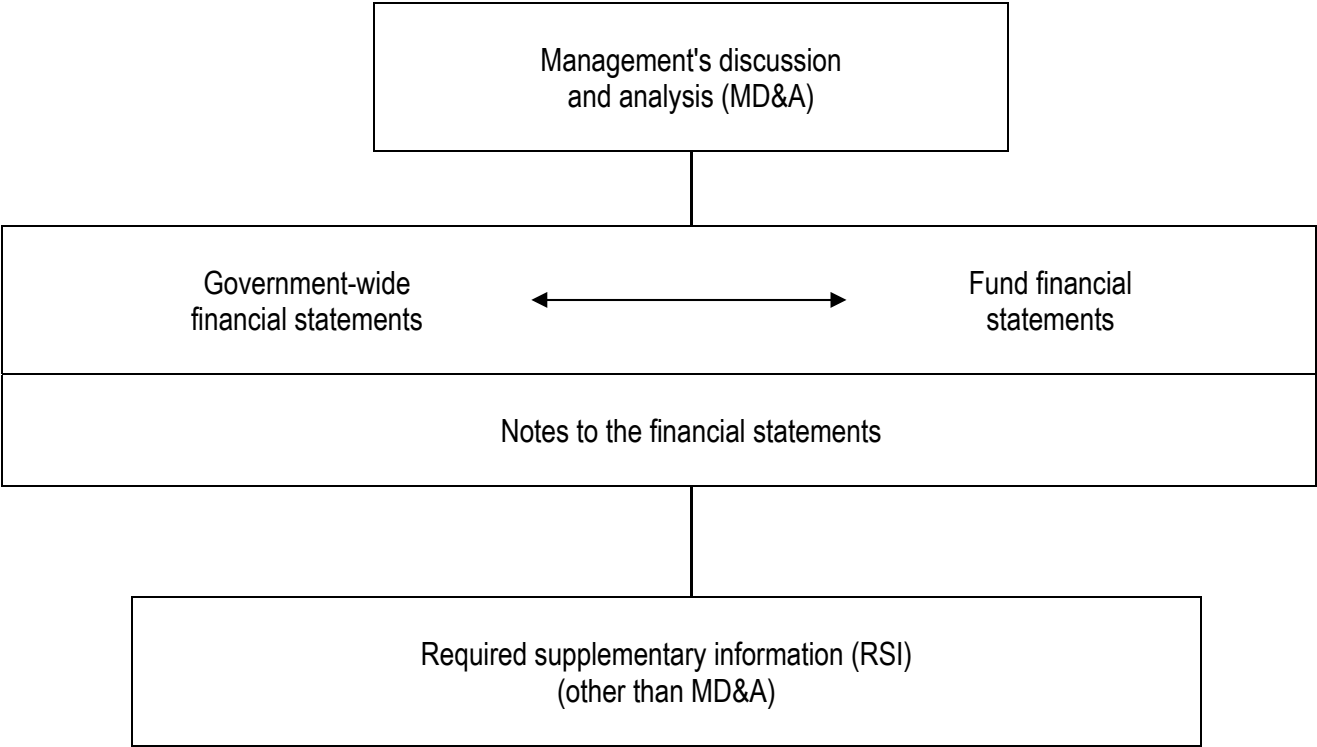 Management's discussion
and analysis (MD&A)
Government-wide
financial statements
Fund financial
statements
Notes to the financial statements
Required supplementary information (RSI)
(other than MD&A)